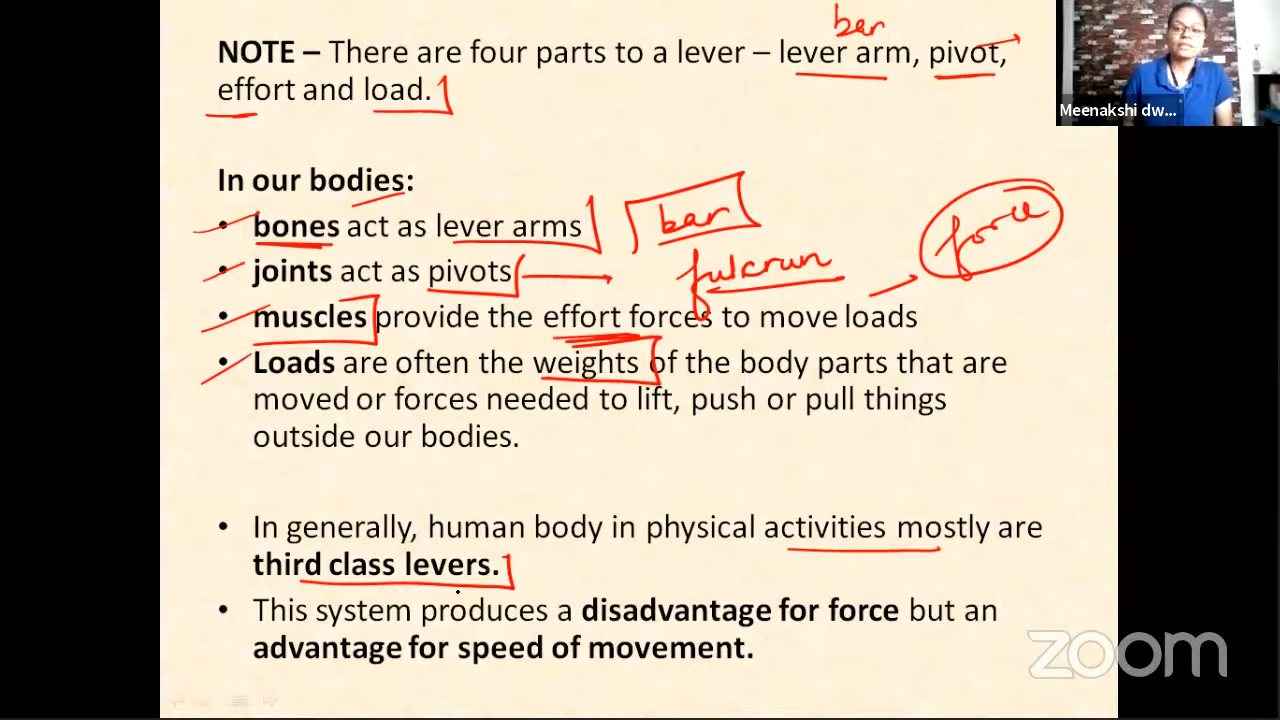 bar
NOTE – There are four parts to a lever – lever arm, pivot,
effort and load.
Meenakshi dw...
In our bodies:
• bones act as lever arms
bar
force
• joints act as pivots
fulcrum
• muscles provide the effort forces to move loads
• Loads are often the weights of the body parts that are
moved or forces needed to lift, push or pull things
outside our bodies.
• In generally, human body in physical activities mostly are
third class levers.
• This system produces a disadvantage for force but an
advantage for speed of movement.
zoom